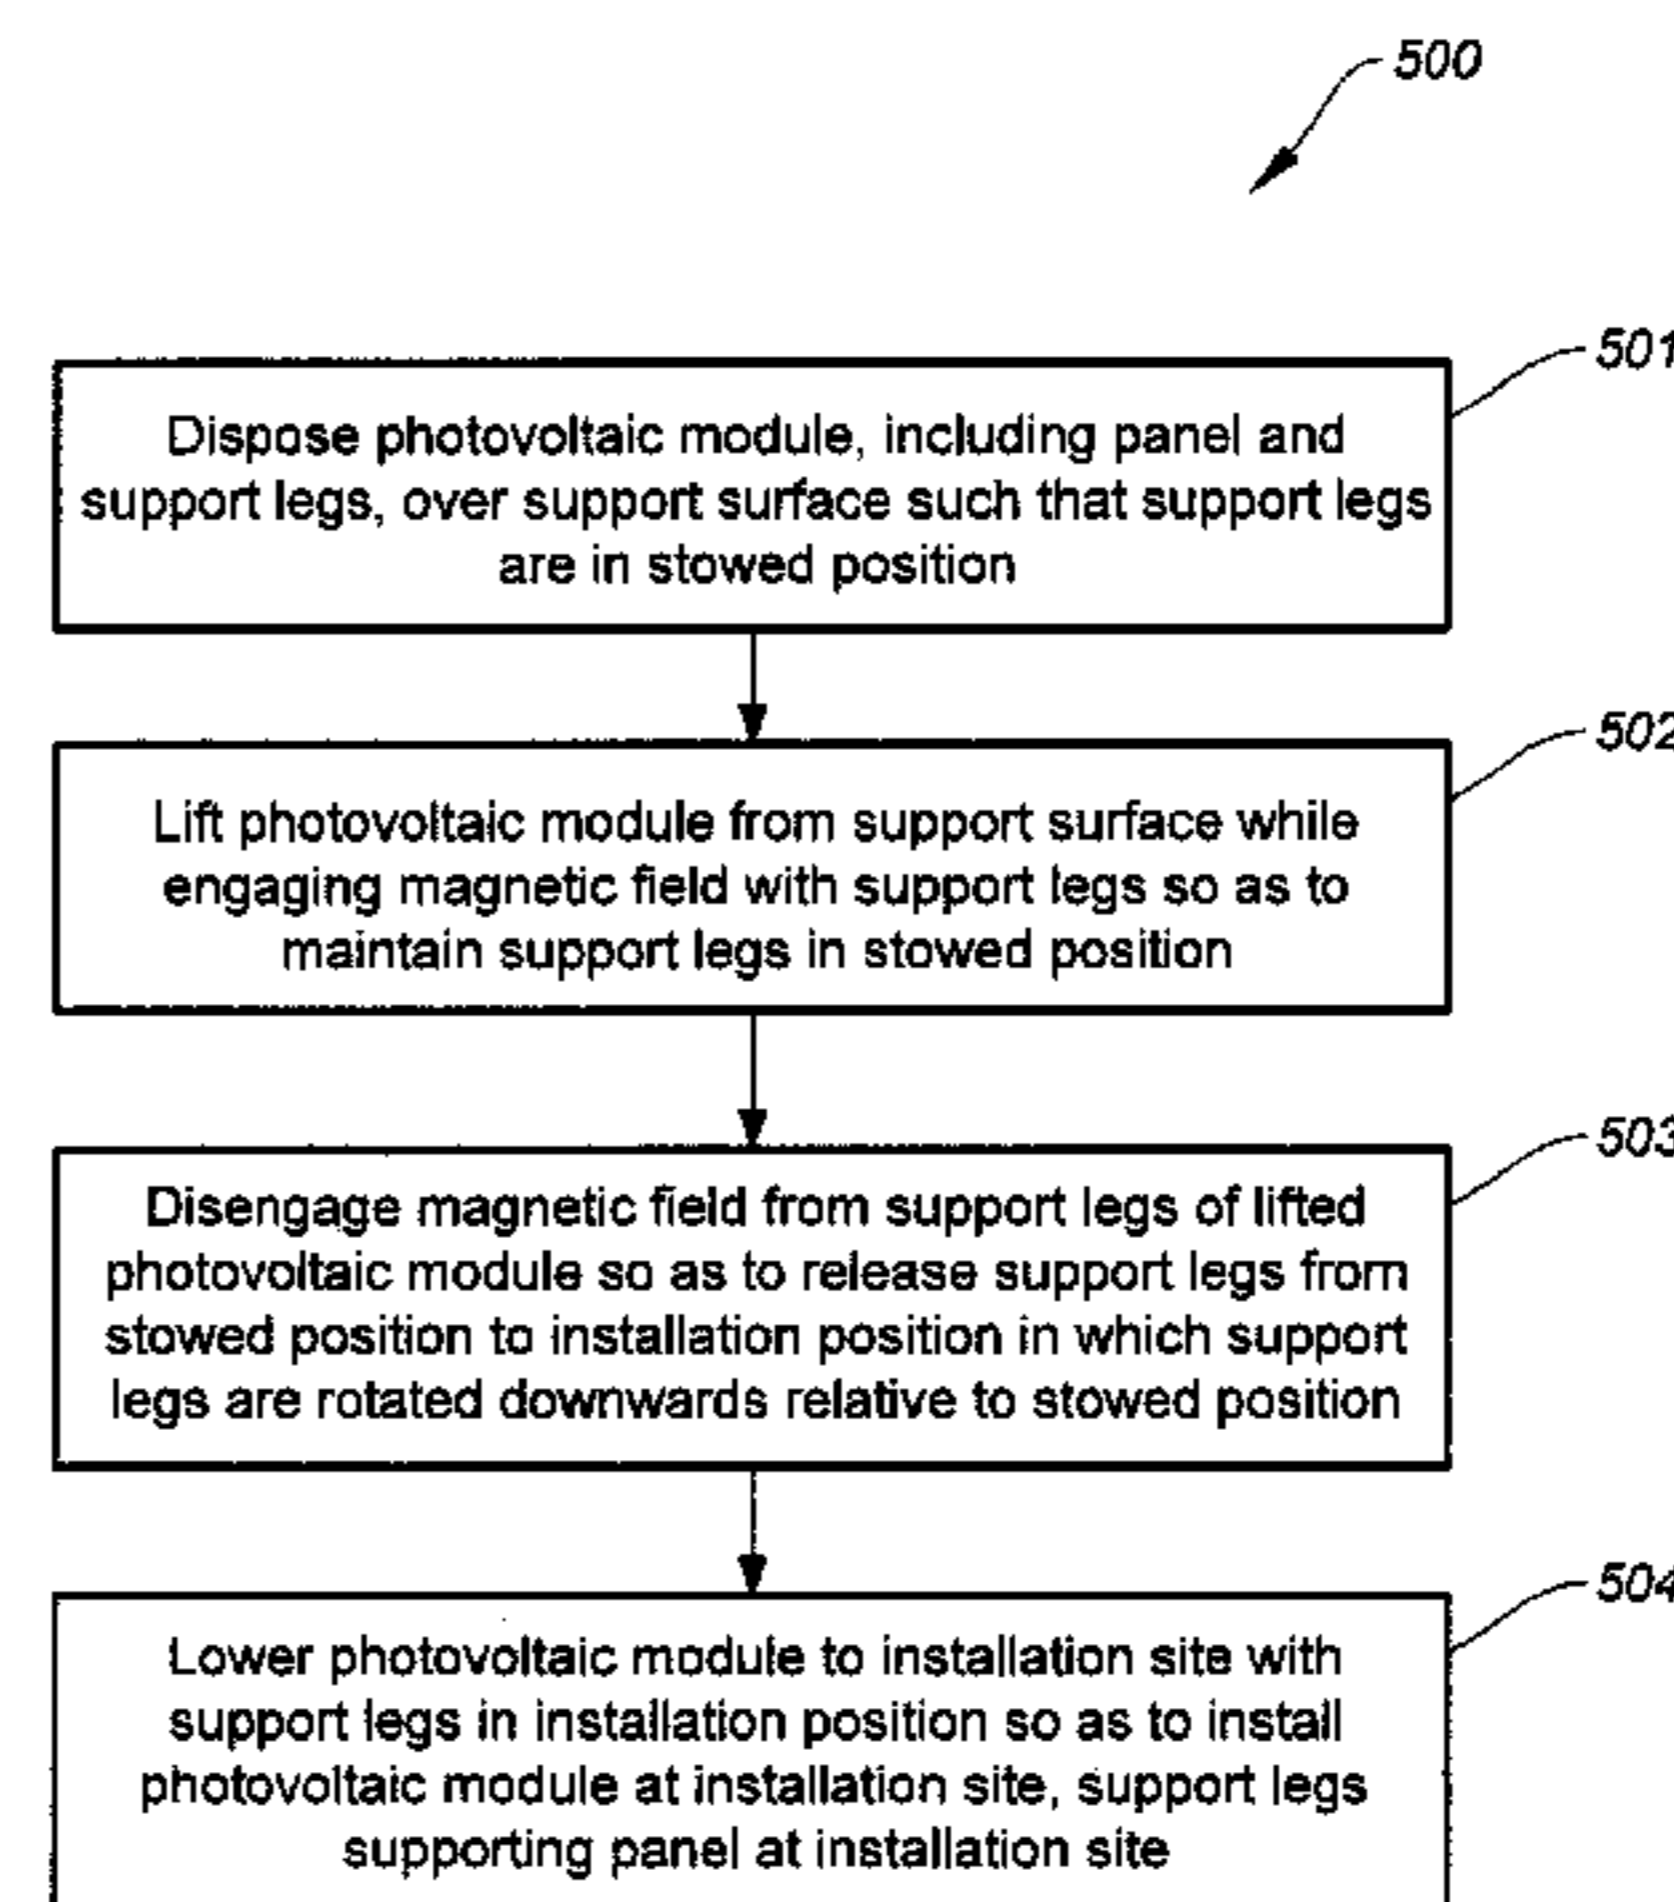 500
501
Dispose photovoltaic module, including panel and
support legs, over support surface such that support legs
are in stowed position
502
Lift photovoltaic module from support surface while
engaging magnetic field with support legs so as to
maintain support legs in stowed position
503
Disengage magnetic field from support legs of lifted
photovoltaic module so as to release support legs from
stowed position to installation position in which support
legs are rotated downwards relative to stowed position
504
Lower photovoltaic module to installation site with
support legs in installation position so as to install
photovoltaic module at installation site, support legs
supporting panel at installation site